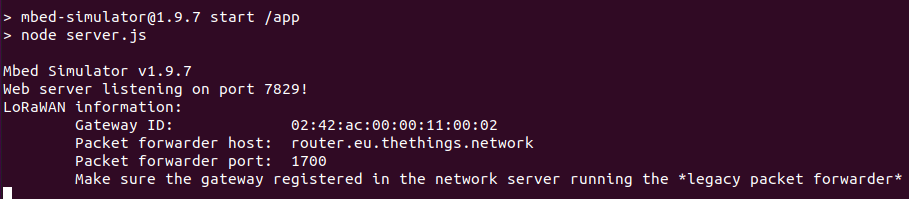 > mbed-simulator@1.9.7 start /app
> node server.js
Mbed Simulator v1.9.7
Web server listening on port 7829!
LoRaWAN information:
Gateway ID: 02:42:ac:00:00:11:00:02
Packet forwarder host: router.eu.thethings.network
Packet forwarder port: 1700
Make sure the gateway registered in the network server running the *legacy packet forwarder*